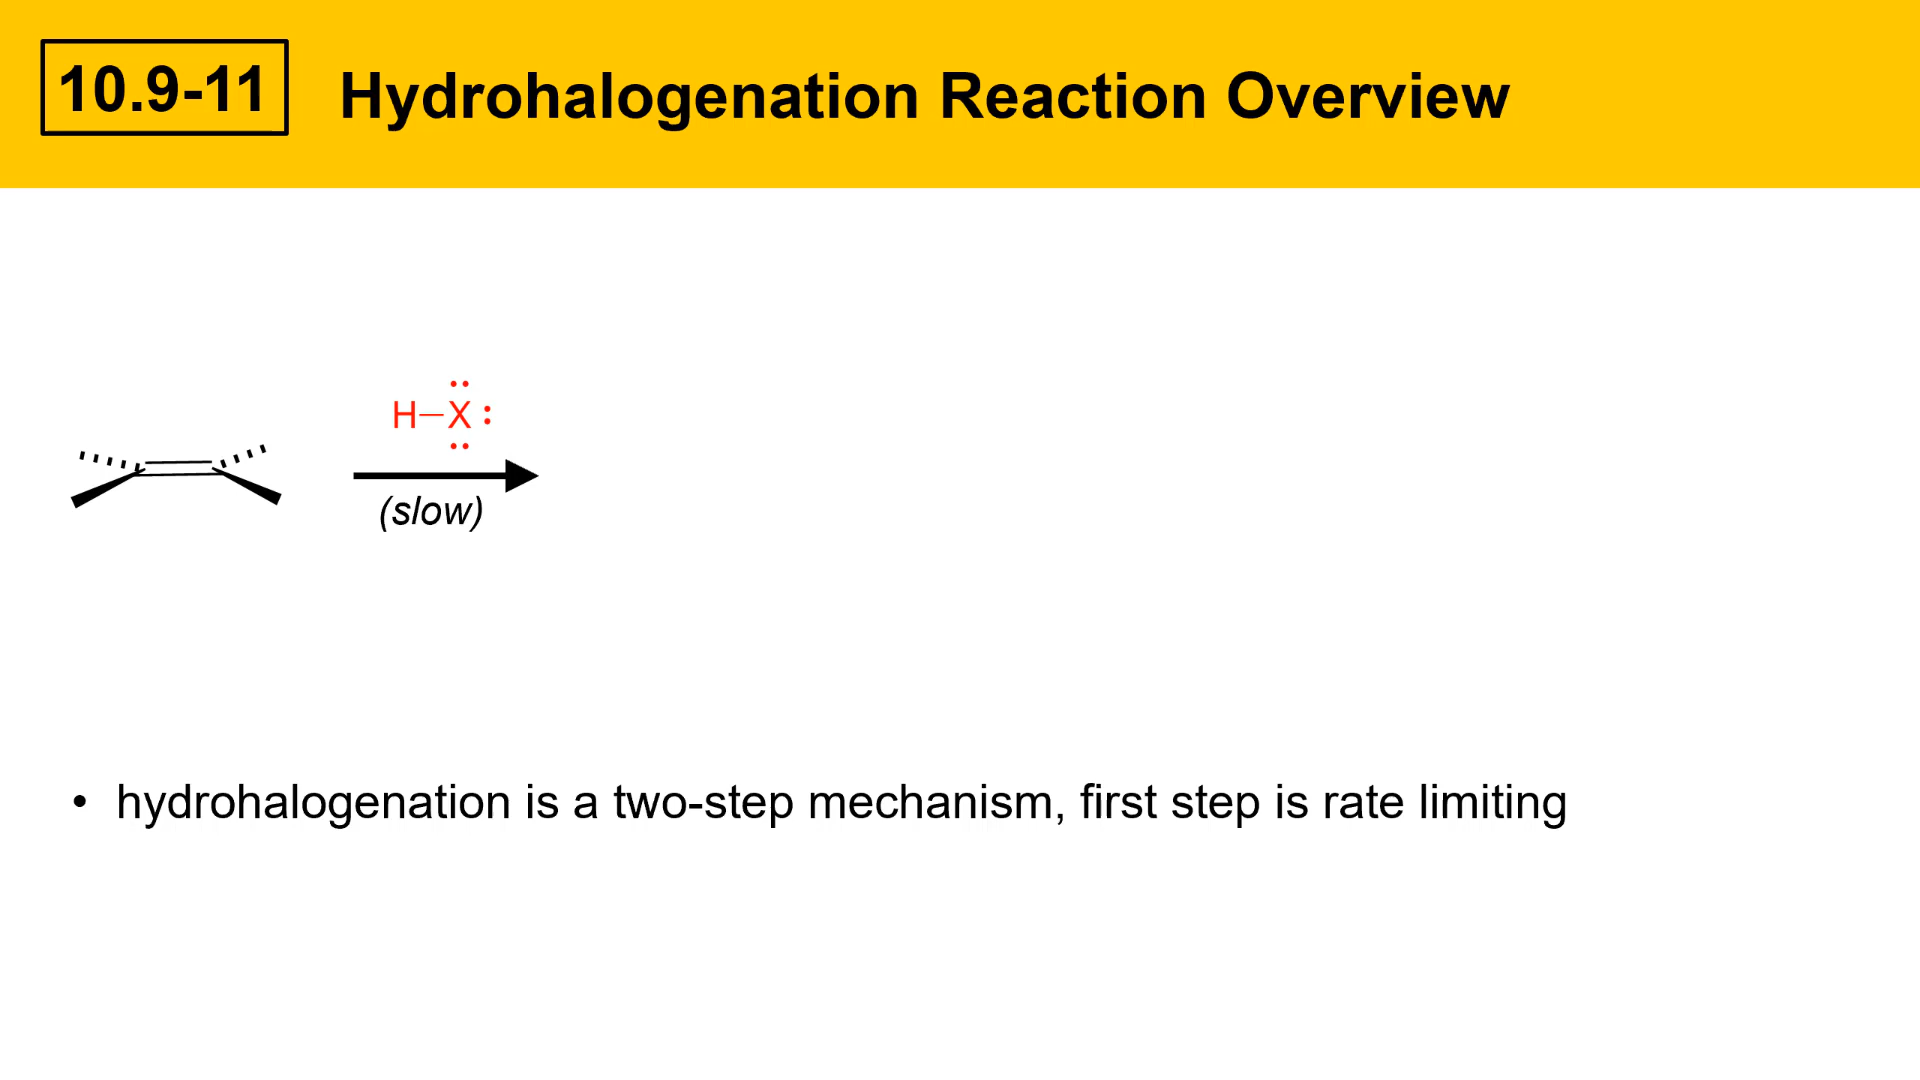 10.9-11
Hydrohalogenation Reaction Overview
H–X
(slow)
• hydrohalogenation is a two-step mechanism, first step is rate limiting